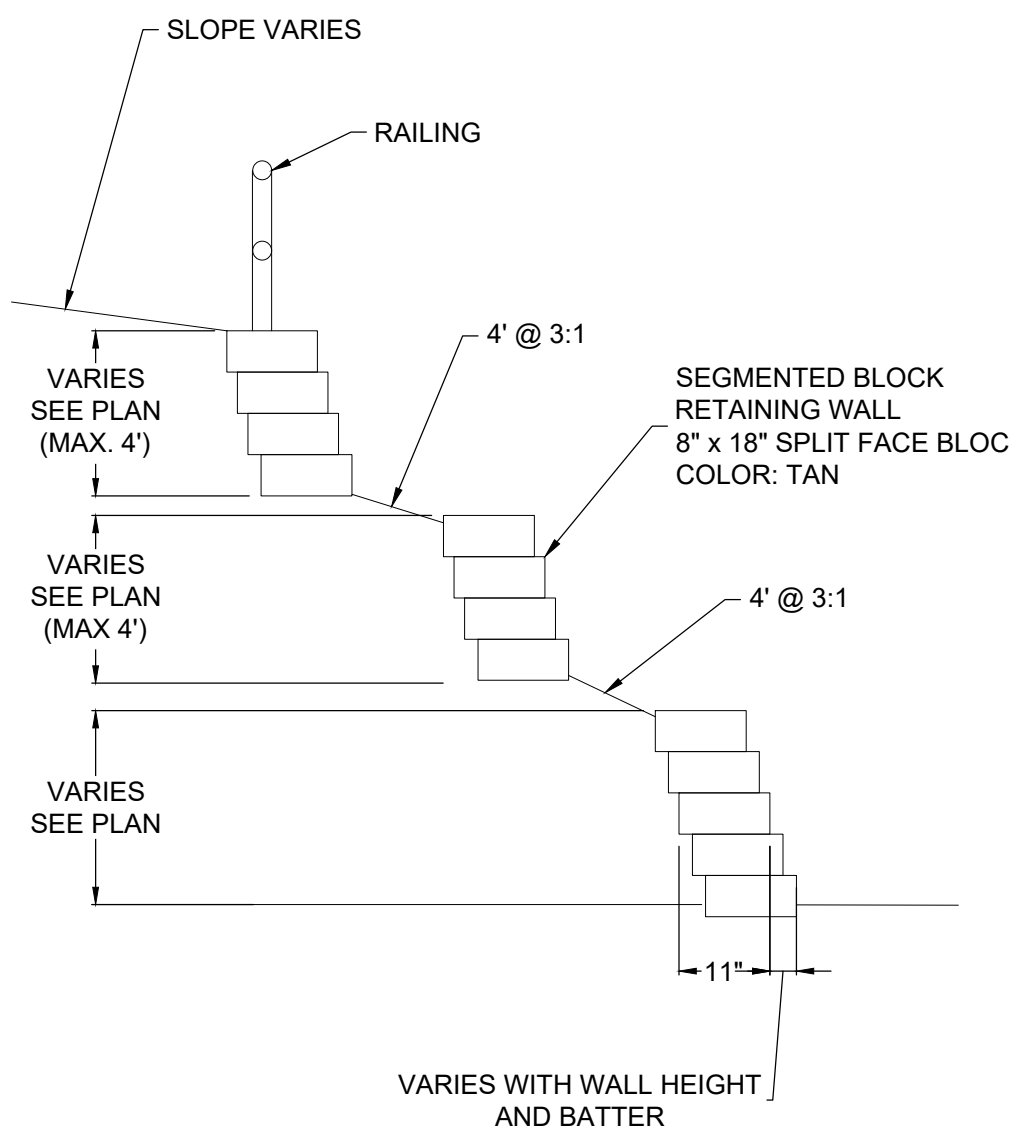 SLOPE VARIES
RAILING
4' @ 3:1
VARIES
SEE PLAN
(MAX. 4')
SEGMENTED BLOCK
RETAINING WALL
8" x 18" SPLIT FACE BLOC
COLOR: TAN
VARIES
SEE PLAN
(MAX 4')
4' @ 3:1
VARIES
SEE PLAN
11"
VARIES WITH WALL HEIGHT
AND BATTER